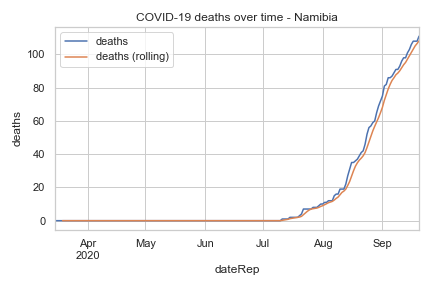 COVID-19 deaths over time - Namibia
deaths
deaths (rolling)
100
80
60
40
20
0
deaths
Apr
2020
May
Jun
Jul
Aug
Sep
dateRep